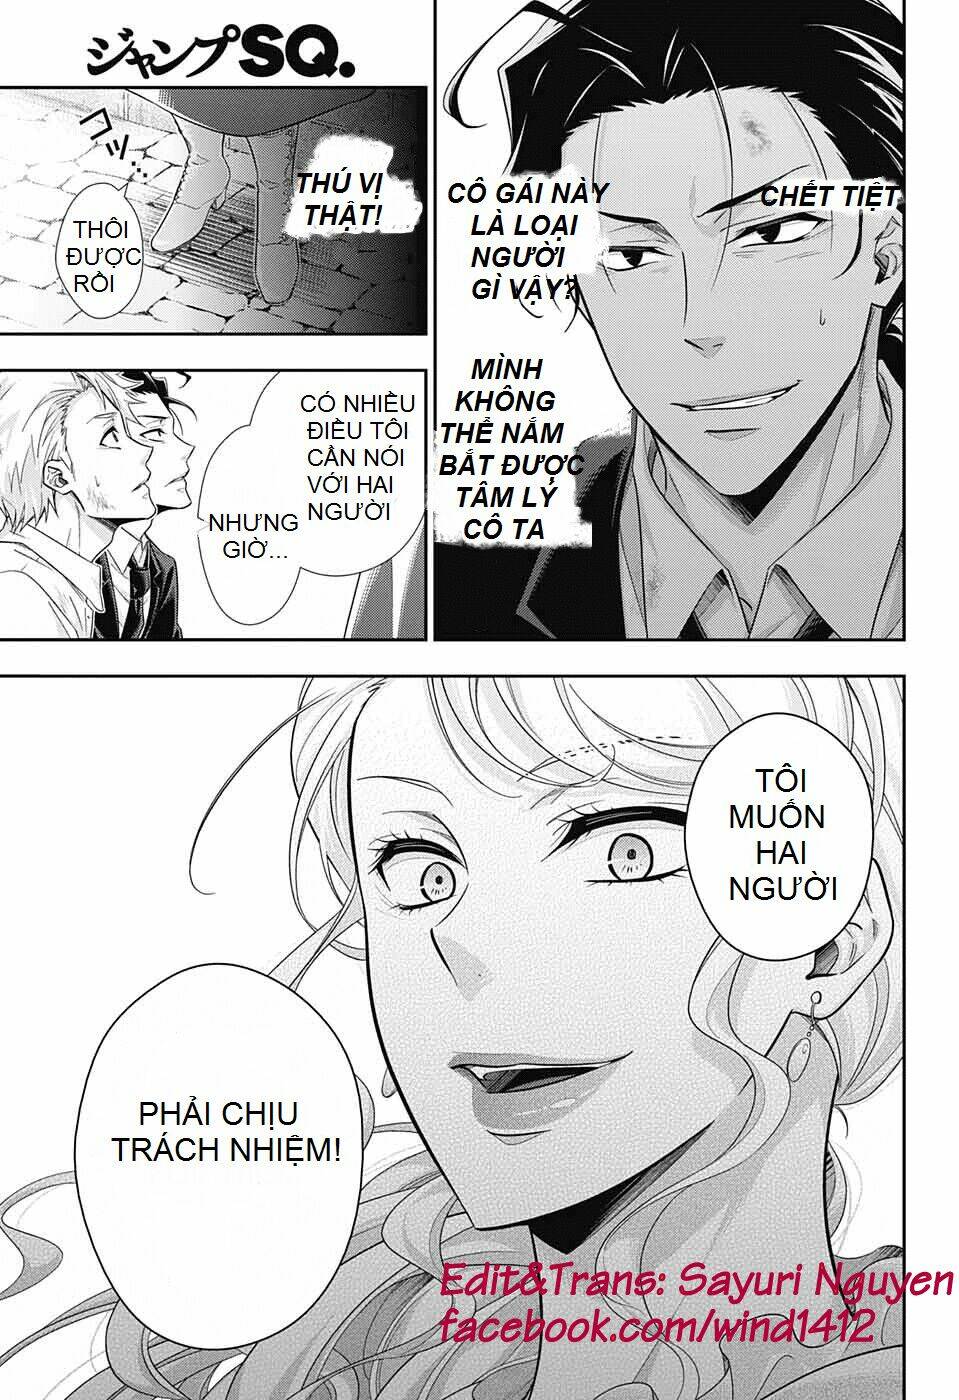 ジャンプSQ.
CHẾT TIỆT
CÔ GÁI NÀY
LÀ LOẠI
NGƯỜI
GÌ VẬY?
MÌNH
KHÔNG
THỂ NẮM
BẮT ĐƯỢC
TÂM LÝ
CÔ TA
THÚ VỊ
THẬT!
コツ
THÔI
ĐƯỢC
RỒI
CÓ NHIỀU
ĐIỀU TÔI
CẦN NÓI
VỚI HAI
NGƯỜI
NHƯNG
GIỜ...
TÔI
MUỐN
HAI
NGƯỜI
PHẢI CHỊU
TRÁCH NHIỆM!
Edit&Trans: Sayuri Nguyen
facebook.com/wind1412